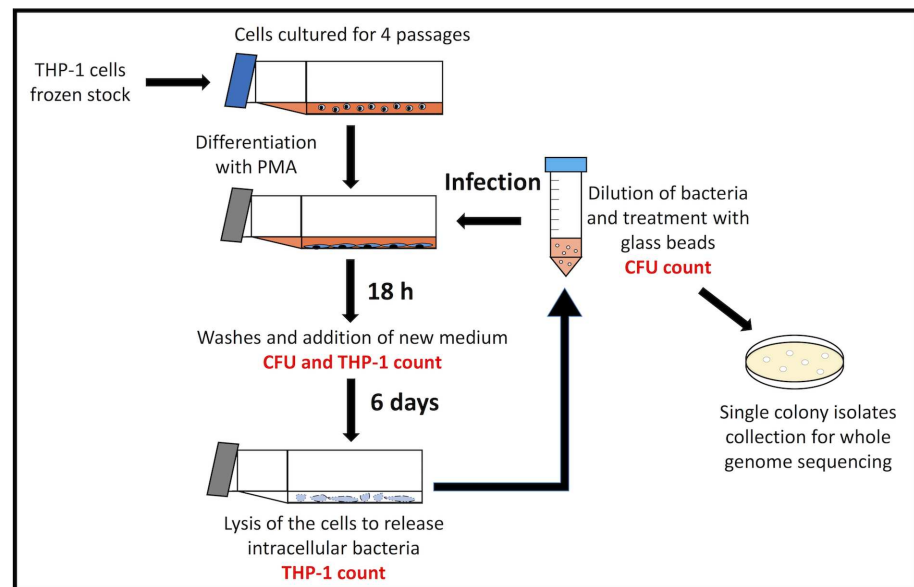 Cells cultured for 4 passages
THP-1 cells
frozen stock
Differentiation
with PMA
Infection
Dilution of bacteria
and treatment with
glass beads
CFU count
18 h
Washes and addition of new medium
CFU and THP-1 count
6 days
Single colony isolates
collection for whole
genome sequencing
Lysis of the cells to release
intracellular bacteria
THP-1 count